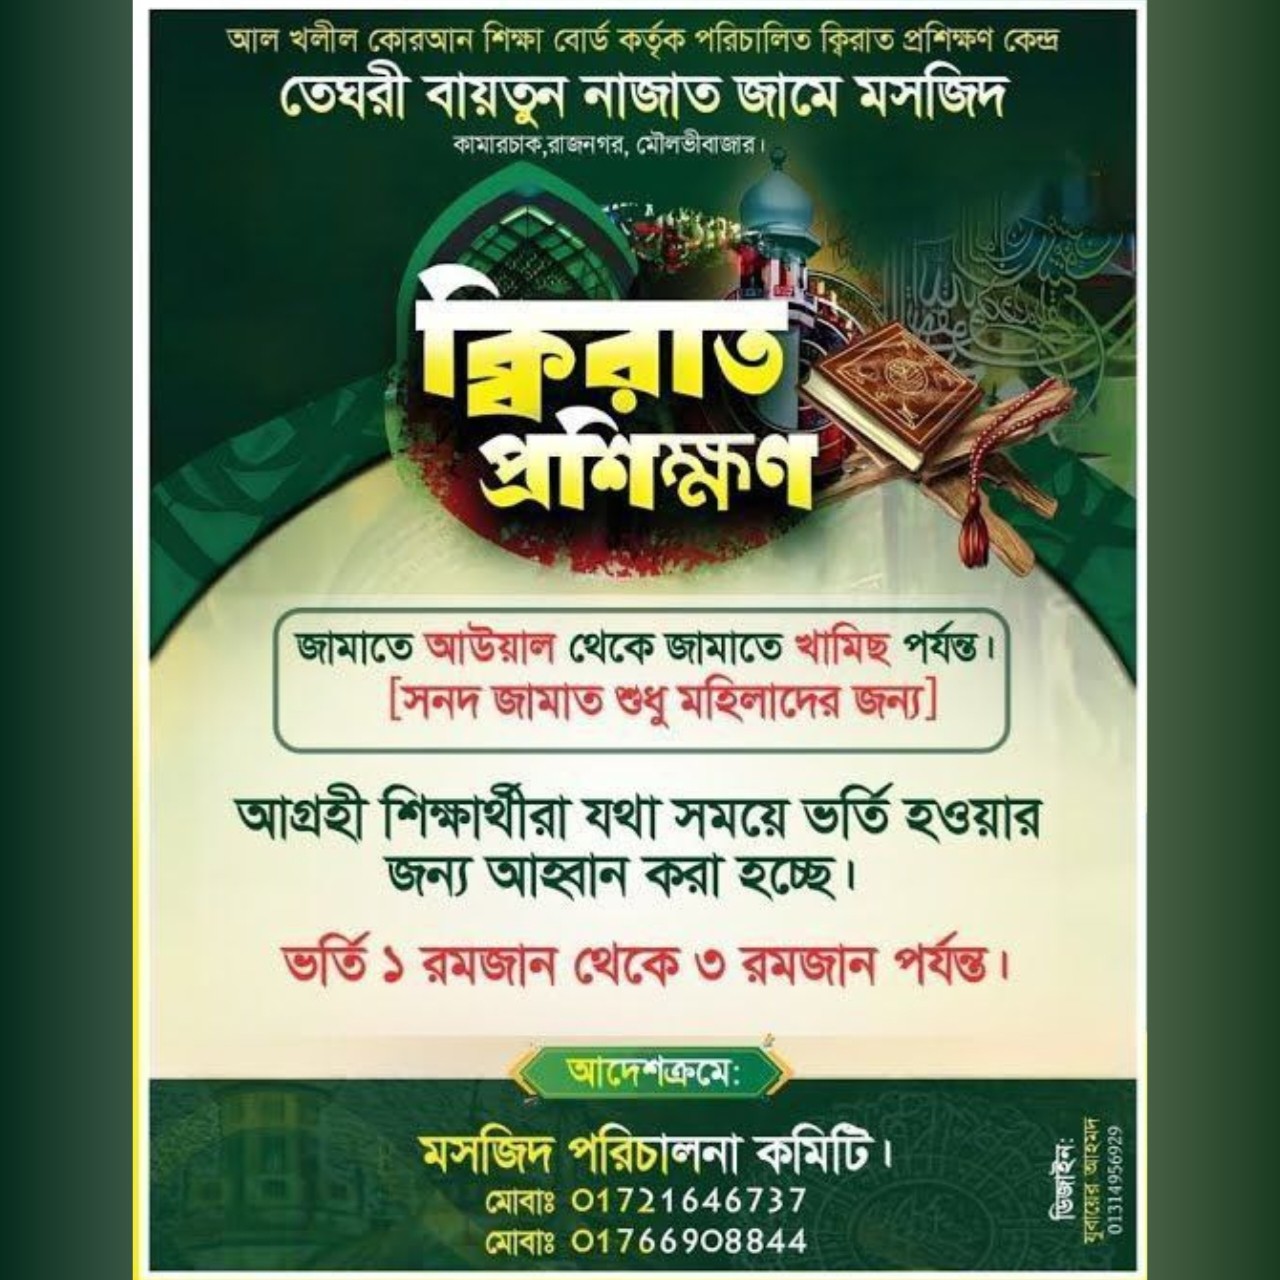 আল খলীল কোরআন শিক্ষা বোর্ড কর্তৃক পরিচালিত ক্বিরাত প্রশিক্ষণ কেন্দ্র
তেঘরী বায়তুন নাজাত জামে মসজিদ
কামারচাক,রাজনগর, মৌলভীবাজার।
ক্বিরাত
প্রশিক্ষণ
জামাতে আউয়াল থেকে জামাতে খামিছ পর্যন্ত।
[সনদ জামাত শুধু মহিলাদের জন্য]
আগ্রহী শিক্ষার্থীরা যথা সময়ে ভর্তি হওয়ার
জন্য আহ্বান করা হচ্ছে।
ভর্তি ১ রমজান থেকে ৩ রমজান পর্যন্ত।
আদেশক্রমে:
মসজিদ পরিচালনা কমিটি।
মোবাঃ 01721646737
মোবাঃ 01766908844
ডিজাইন:
যুবায়ের আহমদ
01314956929